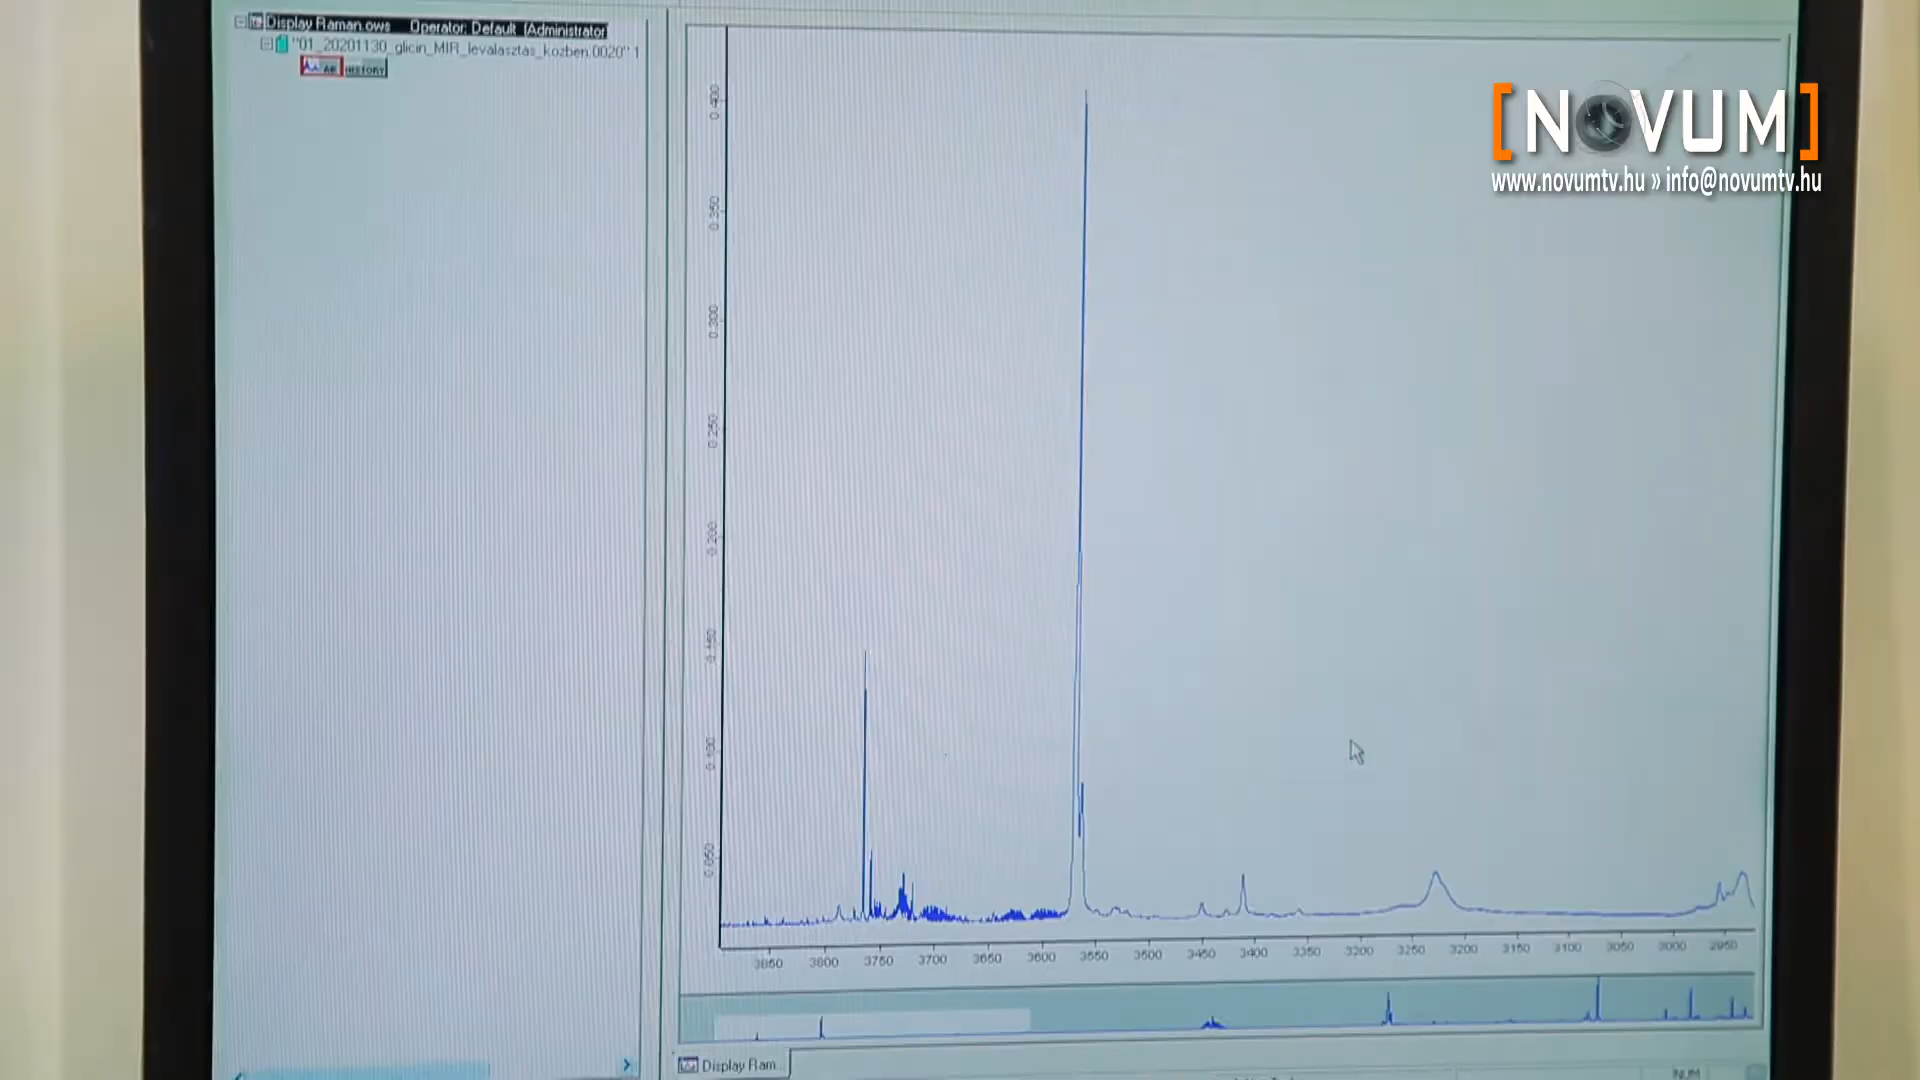 Display Raman.ows Operator: Default (Administrator
"01_20201130_glicin_MIR_levalasztas_kozben.0020" 1
AB HISTORY
[NOVUM]
www.novumtv.hu » info@novumtv.hu
0.400
0.350
0.300
0.250
0.200
0.150
0.100
0.050
3850 3800 3750 3700 3650 3600 3550 3500 3450 3400 3350 3300 3250 3200 3150 3100 3050 3000 2950
Display Ram...
NUM